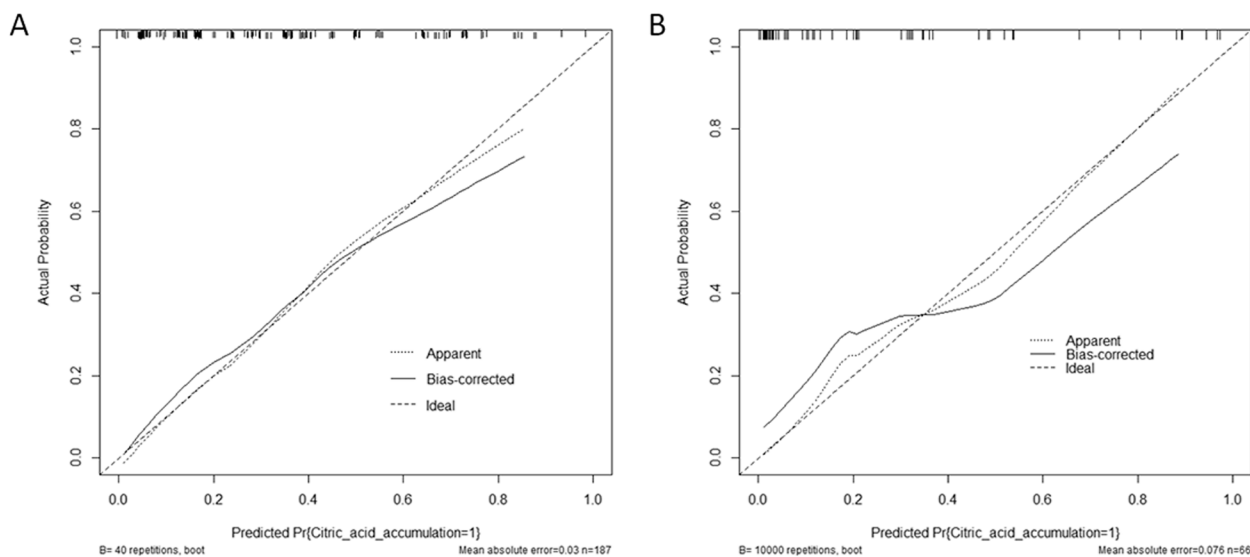 A
Actual Probability
1.0
0.8
0.6
0.4
0.2
0.0
Apparent
Bias-corrected
Ideal
0.0 0.2 0.4 0.6 0.8 1.0
Predicted Pr{Citric_acid_accumulation=1}
B= 40 repetitions, boot Mean absolute error=0.03 n=187
B
Actual Probability
1.0
0.8
0.6
0.4
0.2
0.0
Apparent
Bias-corrected
Ideal
0.0 0.2 0.4 0.6 0.8 1.0
Predicted Pr{Citric_acid_accumulation=1}
B= 10000 repetitions, boot Mean absolute error=0.076